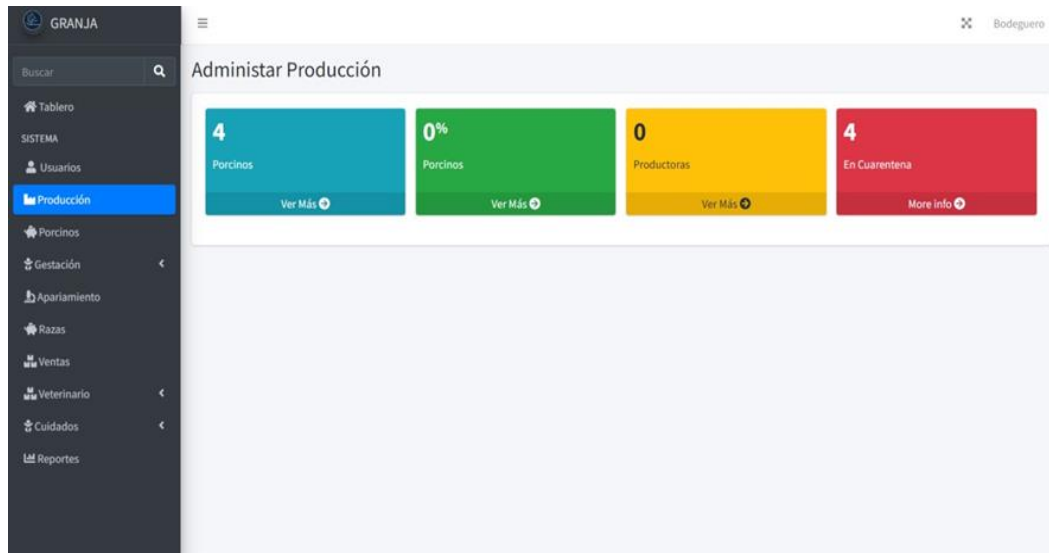 GRANJA
Bodeguero
Buscar
Administar Producción
Tablero
SISTEMA
Usuarios
Producción
Porcinos
Gestación
Apariamiento
Razas
Ventas
Veterinario
Cuidados
Reportes
4
Porcinos
Ver Más
0%
Porcinos
Ver Más
0
Productoras
Ver Más
4
En Cuarentena
More info